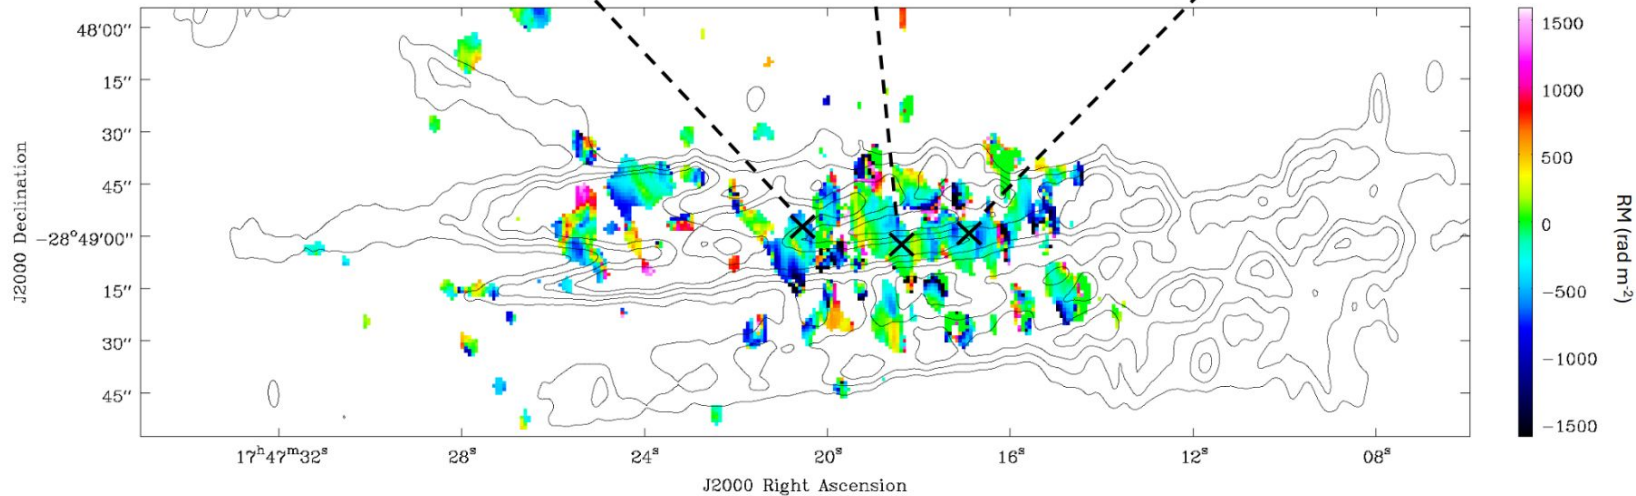 48′00″
15″
30″
45″
−28°49′00″
15″
30″
45″
J2000 Declination
17ʰ47ᵐ32ˢ
28ˢ
24ˢ
20ˢ
16ˢ
12ˢ
08ˢ
J2000 Right Ascension
1500
1000
500
0
−500
−1000
−1500
RM (rad m⁻²)